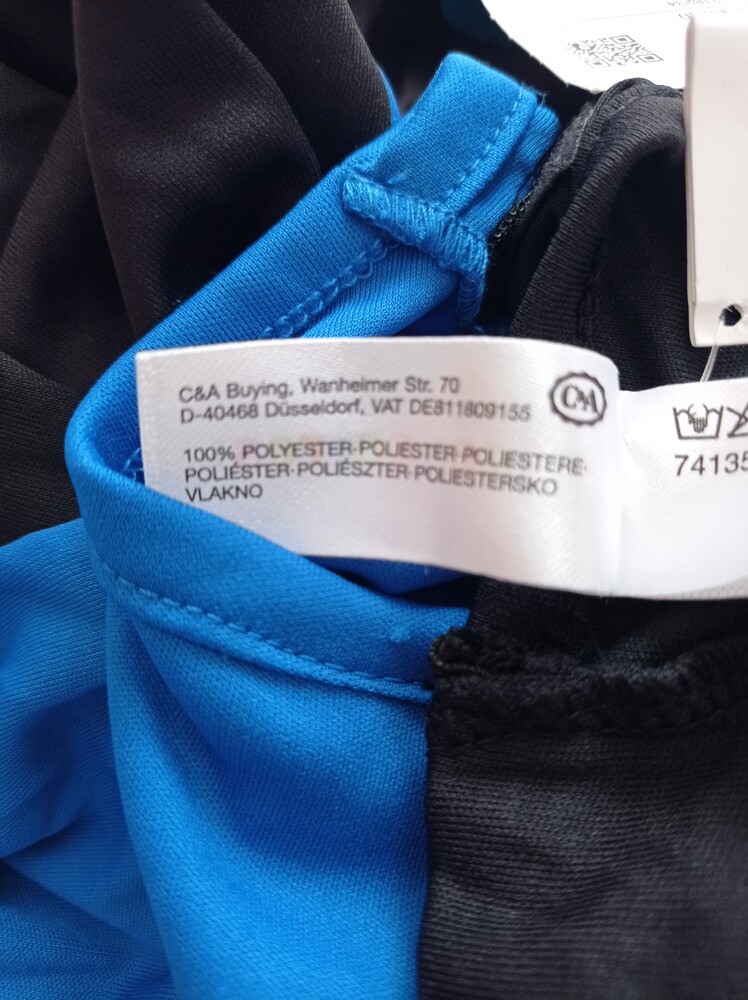 C&A Buying, Wanheimer Str. 70
D-40468 Düsseldorf, VAT DE811809155
C&A
100% POLYESTER·POLIESTER·POLIESTERE·
POLIÉSTER·POLIÉSZTER·POLIESTERSKO
VLAKNO
74135